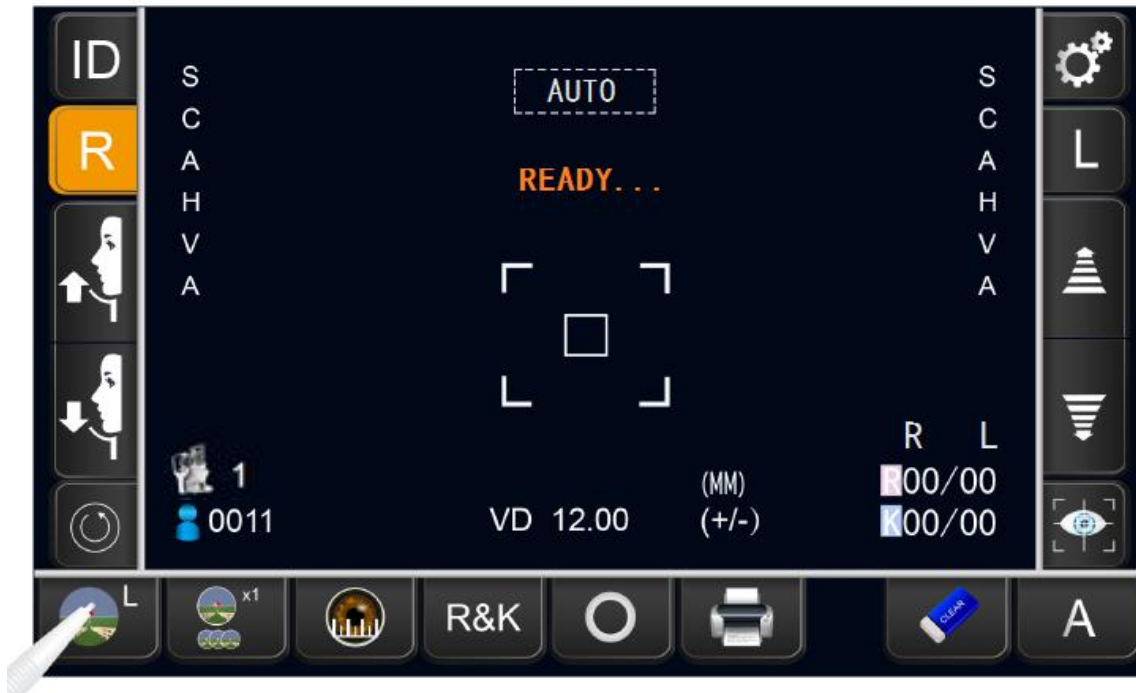 ID
R
S
C
A
H
V
A
AUTO
READY...
S
C
A
H
V
A
L
1
0011
VD 12.00
(MM)
(+/-)
R L
R00/00
K00/00
L
x1
R&K
CLEAR
A